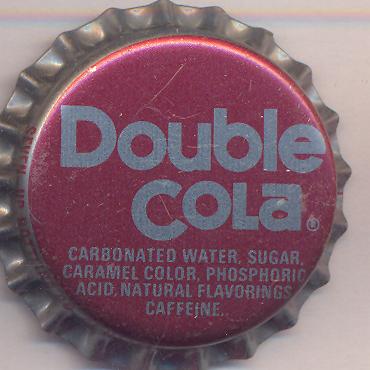 Double
Cola®
CARBONATED WATER, SUGAR,
CARAMEL COLOR, PHOSPHORIC
ACID, NATURAL FLAVORINGS
CAFFEINE.